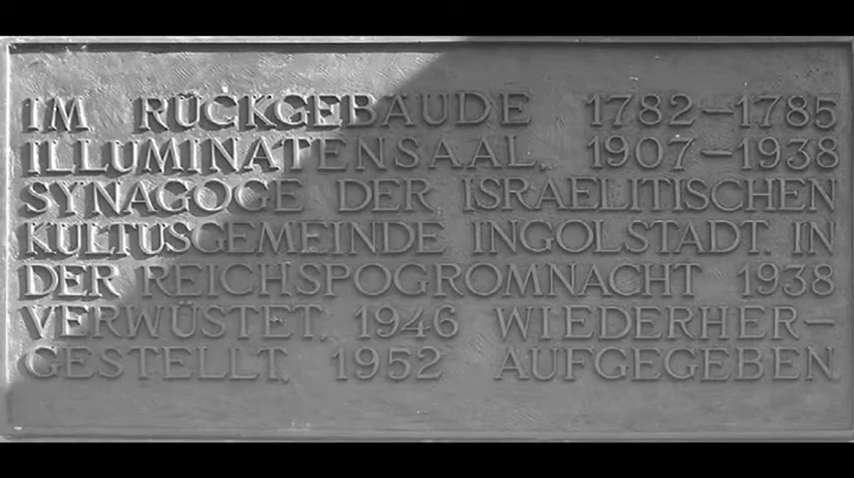 IM RÜCKGEBÄUDE 1782–1785
ILLUMINATENSAAL, 1907–1938
SYNAGOGE DER ISRAELITISCHEN
KULTUSGEMEINDE INGOLSTADT. IN
DER REICHSPOGROMNACHT 1938
VERWÜSTET, 1946 WIEDERHER–
GESTELLT, 1952 AUFGEGEBEN.